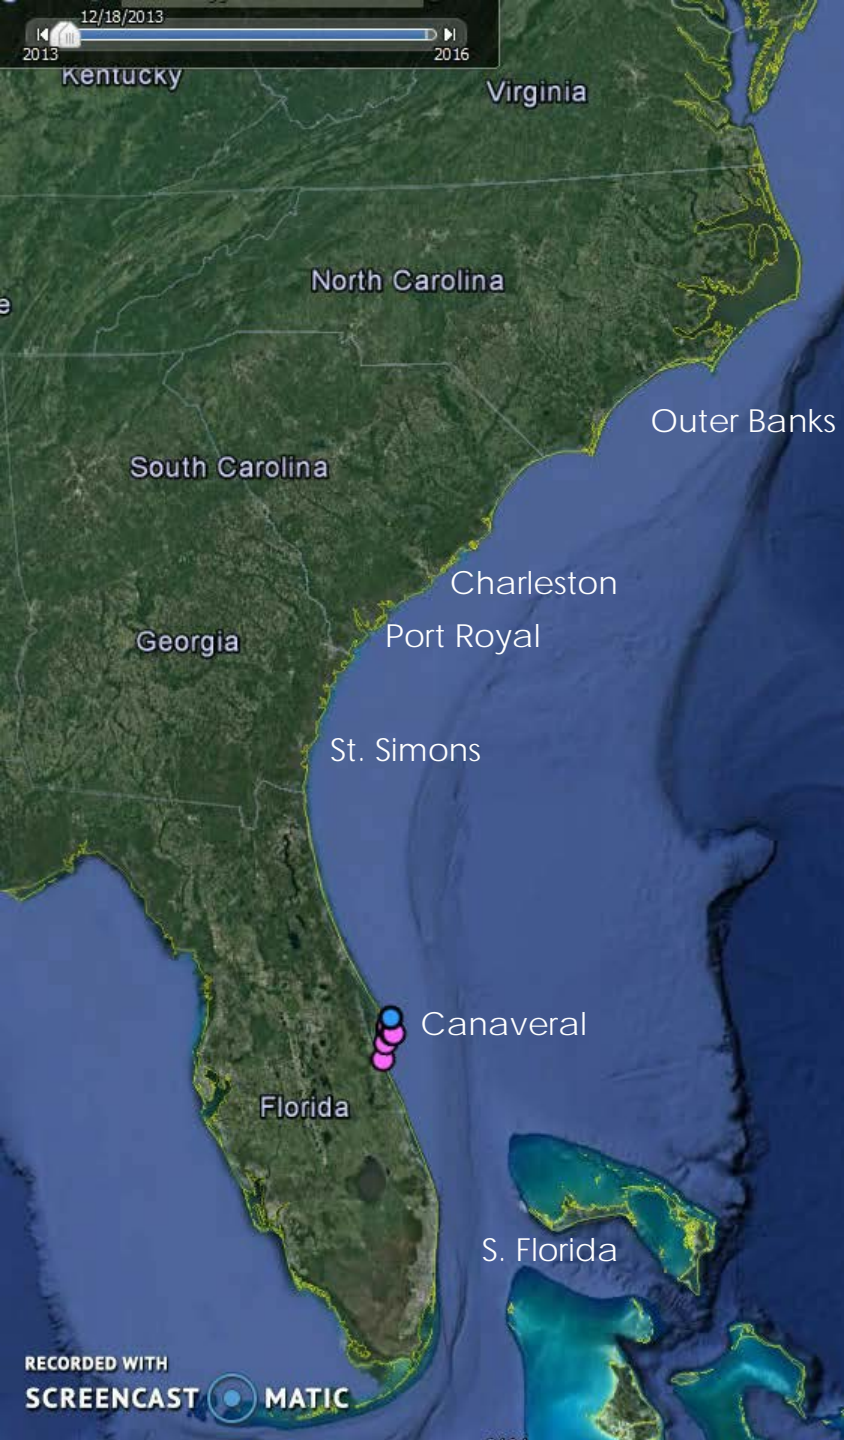 12/18/2013
2013
2016
Kentucky
Virginia
North Carolina
e
Outer Banks
South Carolina
Charleston
Port Royal
Georgia
St. Simons
Canaveral
Florida
S. Florida
RECORDED WITH
SCREENCAST MATIC